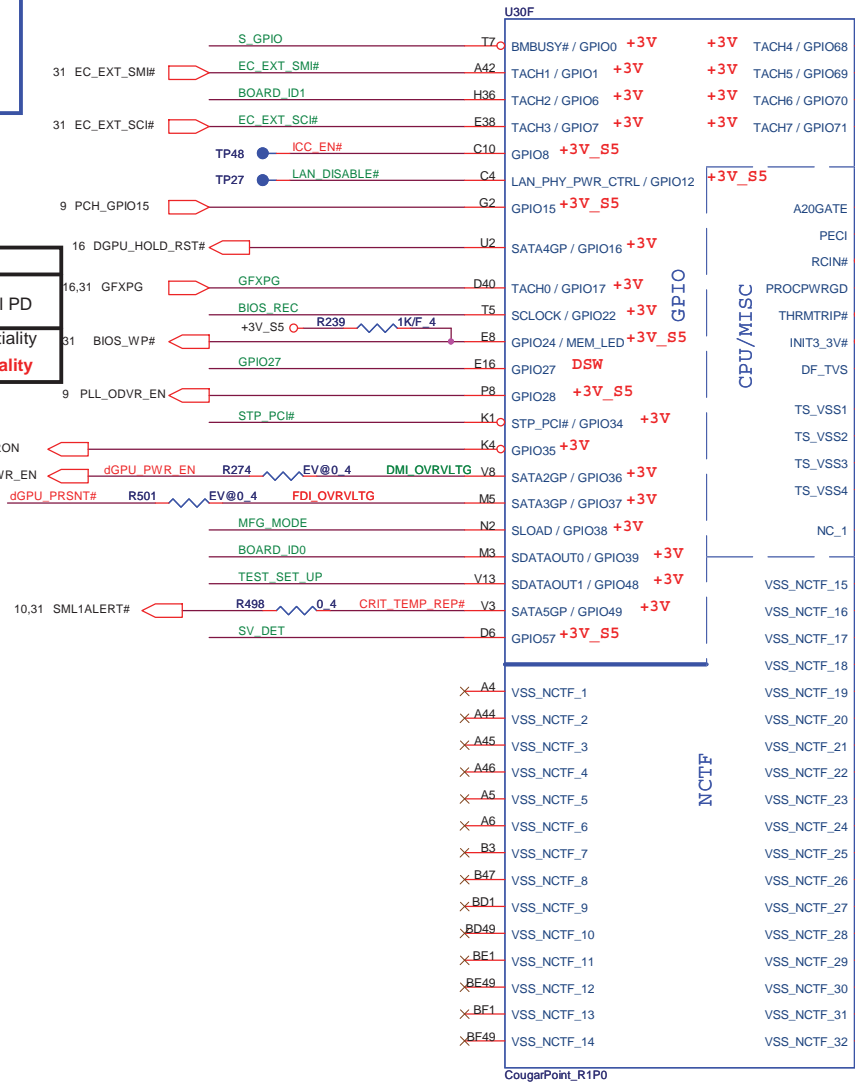 U30F
S_GPIO T7 BMBUSY# / GPIO0 +3V +3V TACH4 / GPIO68
31 EC_EXT_SMI# EC_EXT_SMI# A42 TACH1 / GPIO1 +3V +3V TACH5 / GPIO69
BOARD_ID1 H36 TACH2 / GPIO6 +3V +3V TACH6 / GPIO70
31 EC_EXT_SCI# EC_EXT_SCI# E38 TACH3 / GPIO7 +3V +3V TACH7 / GPIO71
TP48 ICC_EN# C10 GPIO8 +3V_S5
TP27 LAN_DISABLE# C4 LAN_PHY_PWR_CTRL / GPIO12 +3V_S5
9 PCH_GPIO15 G2 GPIO15 +3V_S5 A20GATE
PECI
16 DGPU_HOLD_RST# U2 SATA4GP / GPIO16 +3V
RCIN#
16,31 GFXPG GFXPG D40 TACH0 / GPIO17 +3V GPIO CPU/MISC PROCPWRGD
l PD
BIOS_REC T5 SCLOCK / GPIO22 +3V THRMTRIP#
+3V_S5 R239 1K/F_4
31 BIOS_WP# E8 GPIO24 / MEM_LED +3V_S5 INIT3_3V#
tiality
ality
GPIO27 E16 GPIO27 DSW DF_TVS
9 PLL_ODVR_EN P8 GPIO28 +3V_S5
TS_VSS1
STP_PCI# K1 STP_PCI# / GPIO34 +3V
TS_VSS2
ON K4 GPIO35 +3V
TS_VSS3
WR_EN dGPU_PWR_EN R274 EV@0_4 DMI_OVRVLTG V8 SATA2GP / GPIO36 +3V
TS_VSS4
dGPU_PRSNT# R501 EV@0_4 FDI_OVRVLTG M5 SATA3GP / GPIO37 +3V
MFG_MODE N2 SLOAD / GPIO38 +3V NC_1
BOARD_ID0 M3 SDATAOUT0 / GPIO39 +3V
TEST_SET_UP V13 SDATAOUT1 / GPIO48 +3V VSS_NCTF_15
10,31 SML1ALERT# R498 0_4 CRIT_TEMP_REP# V3 SATA5GP / GPIO49 +3V VSS_NCTF_16
SV_DET D6 GPIO57 +3V_S5 VSS_NCTF_17
VSS_NCTF_18
A4 VSS_NCTF_1 VSS_NCTF_19
A44 VSS_NCTF_2 VSS_NCTF_20
A45 VSS_NCTF_3 VSS_NCTF_21
A46 VSS_NCTF_4 NCTF VSS_NCTF_22
A5 VSS_NCTF_5 VSS_NCTF_23
A6 VSS_NCTF_6 VSS_NCTF_24
B3 VSS_NCTF_7 VSS_NCTF_25
B47 VSS_NCTF_8 VSS_NCTF_26
BD1 VSS_NCTF_9 VSS_NCTF_27
BD49 VSS_NCTF_10 VSS_NCTF_28
BE1 VSS_NCTF_11 VSS_NCTF_29
BE49 VSS_NCTF_12 VSS_NCTF_30
BF1 VSS_NCTF_13 VSS_NCTF_31
BF49 VSS_NCTF_14 VSS_NCTF_32
CougarPoint_R1P0